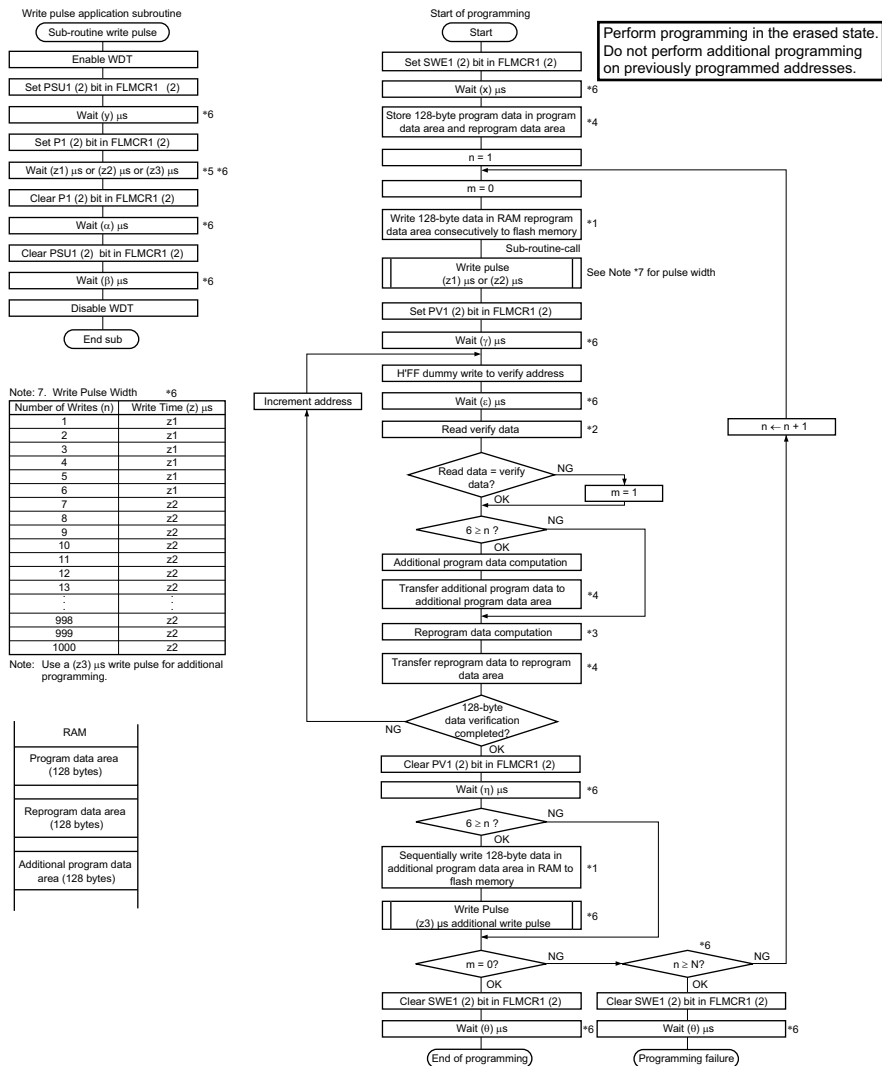 Write pulse application subroutine
Sub-routine write pulse
Enable WDT
Set PSU1 (2) bit in FLMCR1 (2)
Wait (y) µs
*6
Set P1 (2) bit in FLMCR1 (2)
Wait (z1) µs or (z2) µs or (z3) µs
*5 *6
Clear P1 (2) bit in FLMCR1 (2)
Wait (α) µs
*6
Clear PSU1 (2) bit in FLMCR1 (2)
Wait (β) µs
*6
Disable WDT
End sub
Note: 7. Write Pulse Width *6
Number of Writes (n) Write Time (z) µs
1 z1
2 z1
3 z1
4 z1
5 z1
6 z1
7 z2
8 z2
9 z2
10 z2
11 z2
12 z2
13 z2
: :
998 z2
999 z2
1000 z2
Note: Use a (z3) µs write pulse for additional
programming.
RAM
Program data area
(128 bytes)
Reprogram data area
(128 bytes)
Additional program data
area (128 bytes)
Start of programming
Start
Perform programming in the erased state.
Do not perform additional programming
on previously programmed addresses.
Set SWE1 (2) bit in FLMCR1 (2)
Wait (x) µs
*6
Store 128-byte program data in program
data area and reprogram data area
*4
n = 1
m = 0
Write 128-byte data in RAM reprogram
data area consecutively to flash memory
*1
Sub-routine-call
Write pulse
(z1) µs or (z2) µs
See Note *7 for pulse width
Set PV1 (2) bit in FLMCR1 (2)
Wait (γ) µs
*6
H'FF dummy write to verify address
Increment address
Wait (ε) µs
*6
Read verify data
*2
n ← n + 1
Read data = verify
data?
NG
m = 1
OK
6 ≥ n ?
NG
OK
Additional program data computation
Transfer additional program data to
additional program data area
*4
Reprogram data computation
*3
Transfer reprogram data to reprogram
data area
*4
128-byte
data verification
completed?
NG
OK
Clear PV1 (2) bit in FLMCR1 (2)
Wait (η) µs
*6
6 ≥ n ?
NG
OK
Sequentially write 128-byte data in
additional program data area in RAM to
flash memory
*1
Write Pulse
(z3) µs additional write pulse
*6
m = 0?
NG
*6
n ≥ N?
NG
OK
OK
Clear SWE1 (2) bit in FLMCR1 (2)
Clear SWE1 (2) bit in FLMCR1 (2)
Wait (θ) µs
*6
Wait (θ) µs
*6
End of programming
Programming failure